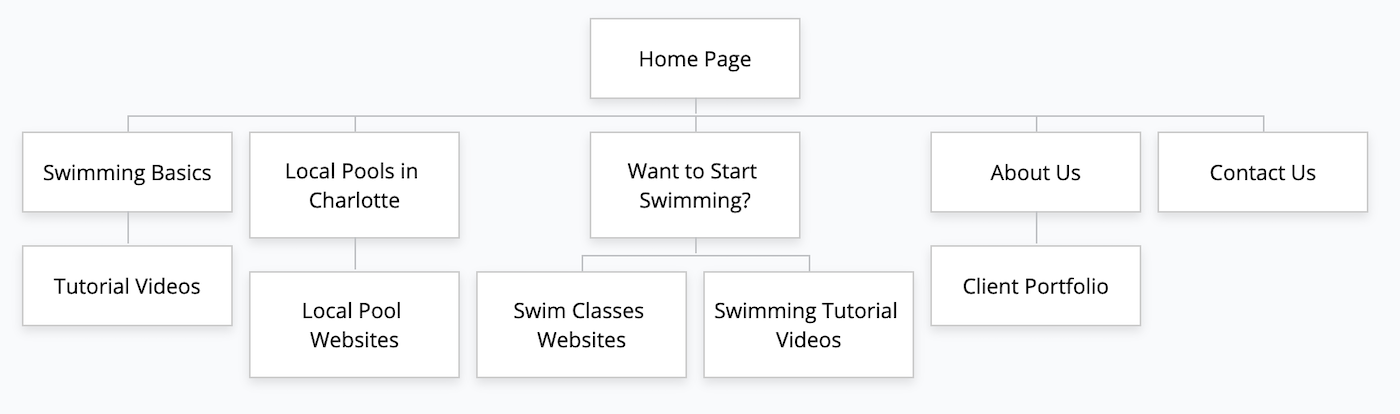 Home Page
Swimming Basics
Local Pools in
Charlotte
Want to Start
Swimming?
About Us
Contact Us
Tutorial Videos
Local Pool
Websites
Swim Classes
Websites
Swimming Tutorial
Videos
Client Portfolio